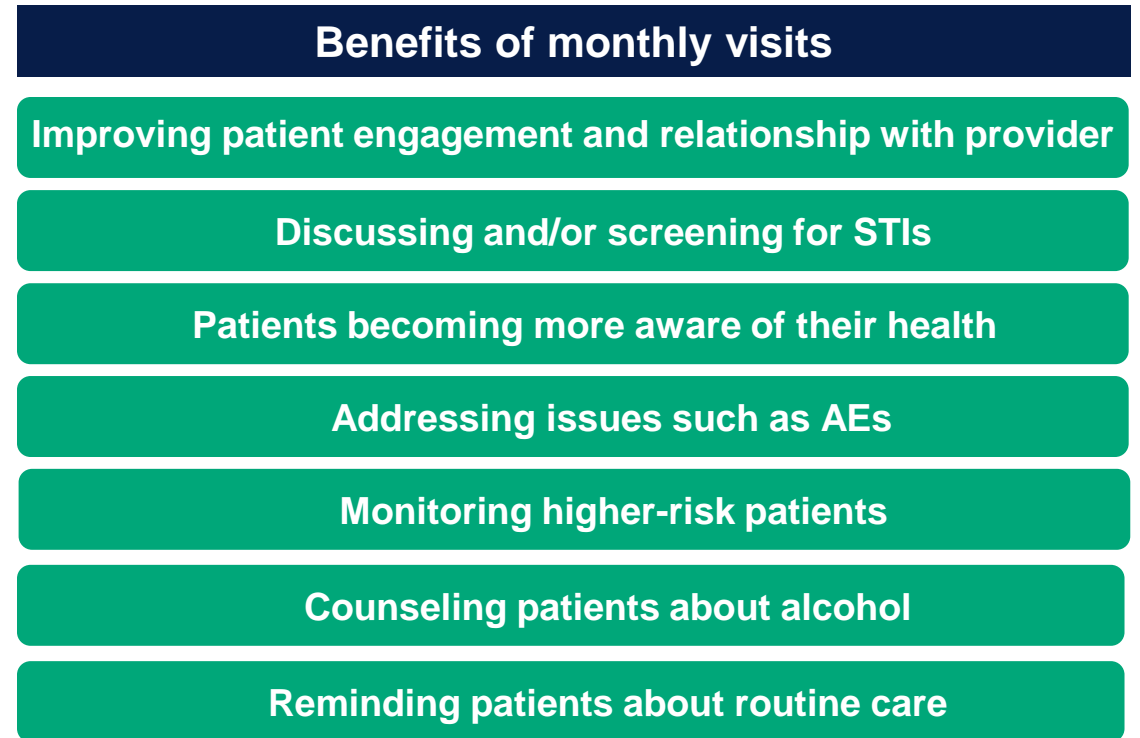 Benefits of monthly visits
Improving patient engagement and relationship with provider
Discussing and/or screening for STIs
Patients becoming more aware of their health
Addressing issues such as AEs
Monitoring higher-risk patients
Counseling patients about alcohol
Reminding patients about routine care